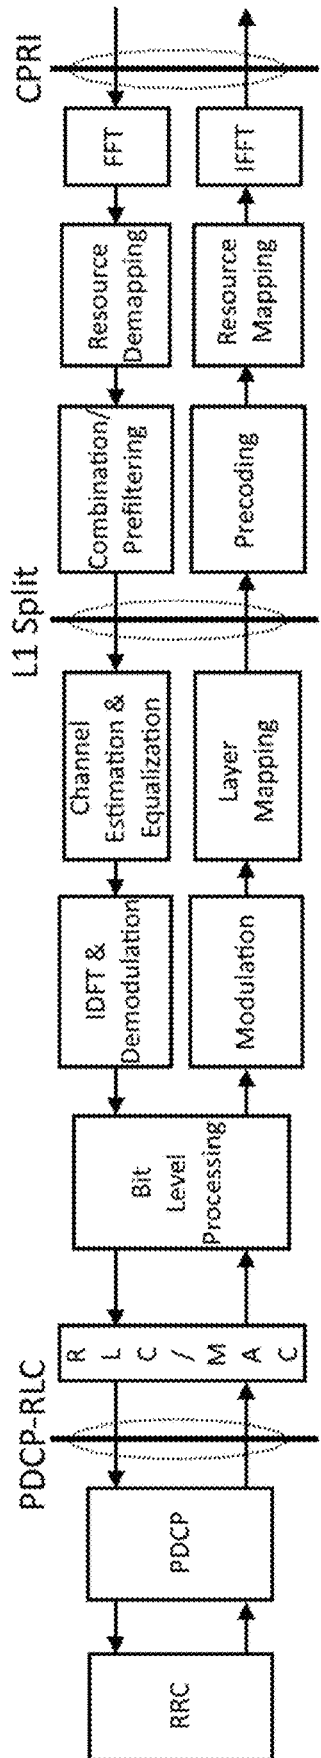 PDCP-RLC
L1 Split
CPRI
RRC
PDCP
R
L
C
/
M
A
C
Bit
Level
Processing
IDFT &
Demodulation
Channel
Estimation &
Equalization
Combination/
Prefiltering
Resource
Demapping
FFT
Modulation
Layer
Mapping
Precoding
Resource
Mapping
IFFT